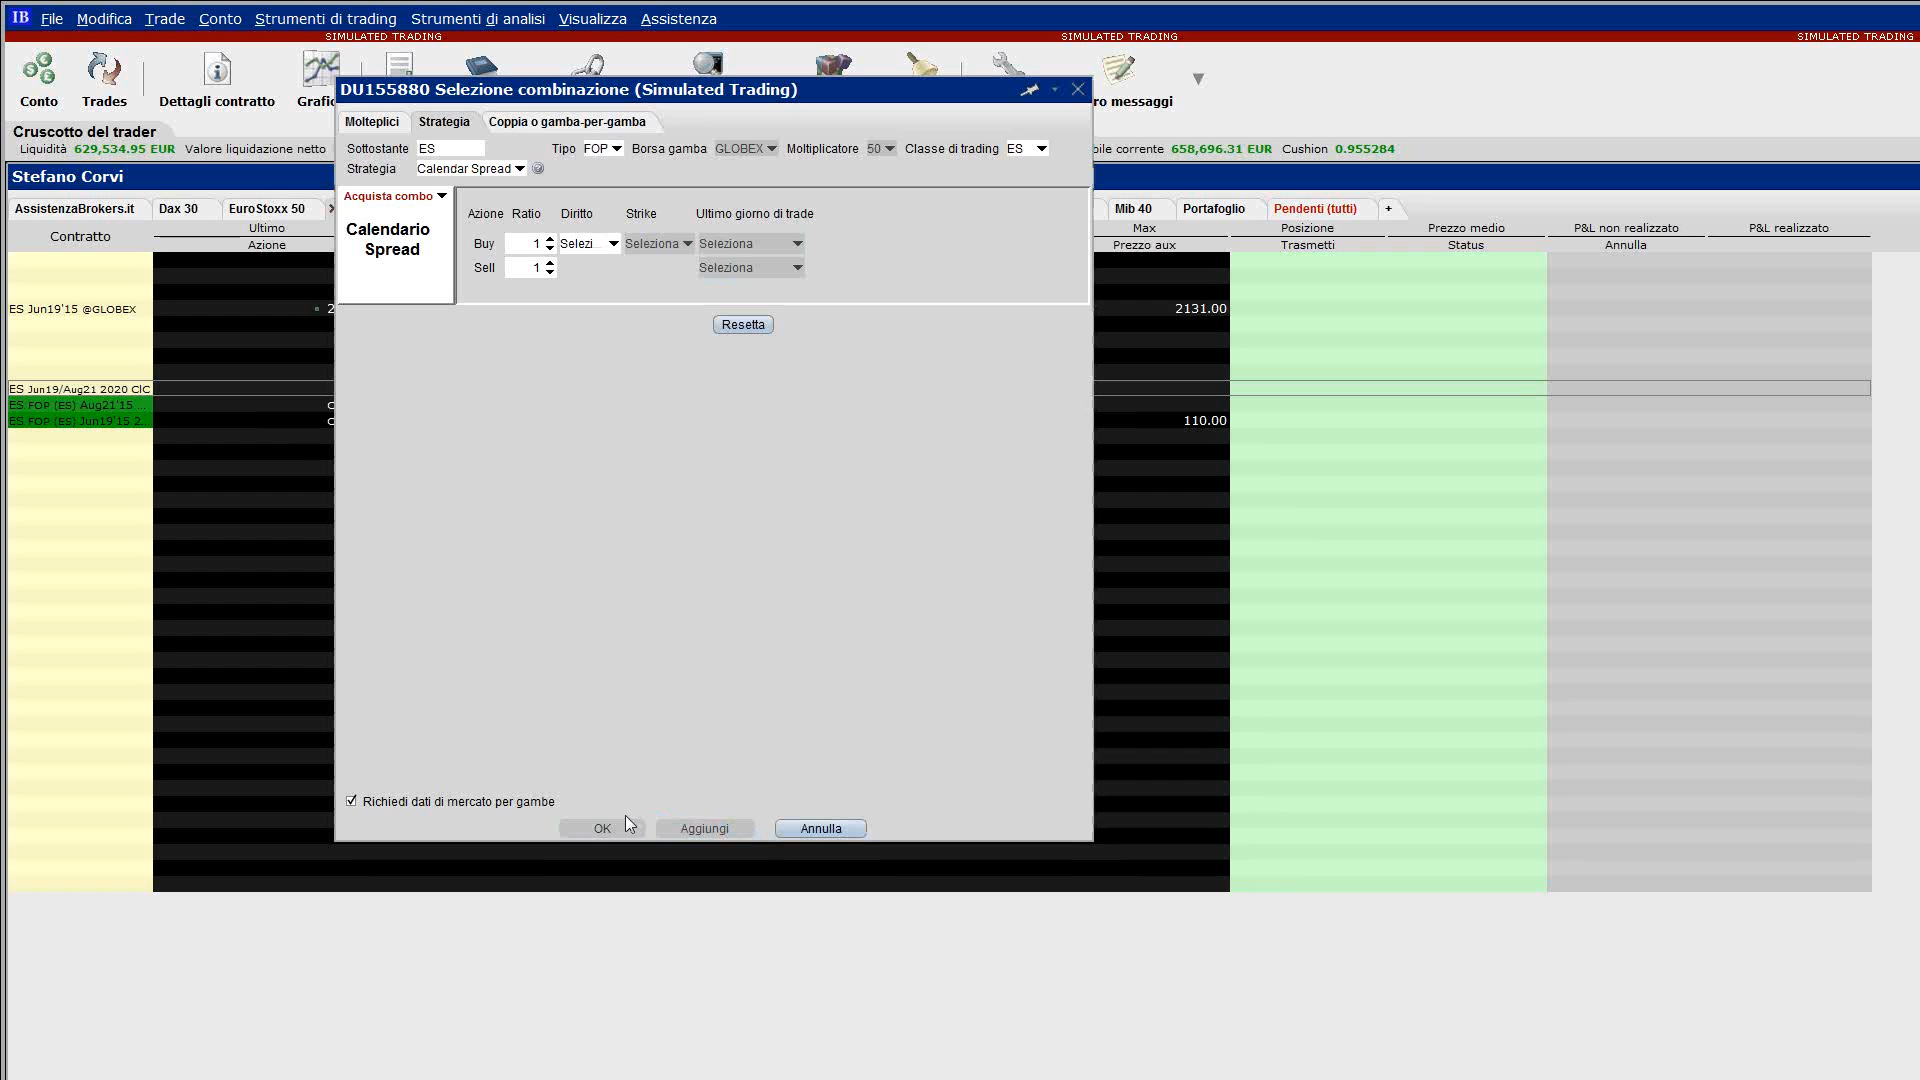 IB File Modifica Trade Conto Strumenti di trading Strumenti di analisi Visualizza Assistenza
SIMULATED TRADING SIMULATED TRADING SIMULATED TRADING
Conto Trades Dettagli contratto Grafic ro messaggi
DU155880 Selezione combinazione (Simulated Trading)
Molteplici Strategia Coppia o gamba-per-gamba
Cruscotto del trader
Liquidità 629,534.95 EUR Valore liquidazione netto bile corrente 658,696.31 EUR Cushion 0.955284
Sottostante ES Tipo FOP Borsa gamba GLOBEX Moltiplicatore 50 Classe di trading ES
Strategia Calendar Spread
Stefano Corvi
AssistenzaBrokers.it Dax 30 EuroStoxx 50 Mib 40 Portafoglio Pendenti (tutti) +
Contratto Ultimo Max Posizione Prezzo medio P&L non realizzato P&L realizzato
Azione Prezzo aux Trasmetti Status Annulla
Acquista combo
Calendario
Spread
Azione Ratio Diritto Strike Ultimo giorno di trade
Buy 1 Selezi... Seleziona Seleziona
Sell 1 Seleziona
ES Jun19'15 @GLOBEX 2 2131.00
Resetta
ES Jun19/Aug21 2020 ClC
ES FOP (ES) Aug21'15 ... C
ES FOP (ES) Jun19'15 2... C 110.00
Richiedi dati di mercato per gambe
OK Aggiungi Annulla